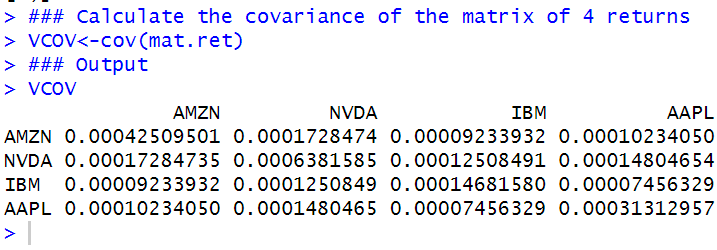 > ### Calculate the covariance of the matrix of 4 returns
> VCOV<-cov(mat.ret)
> ### Output
> VCOV
AMZN NVDA IBM AAPL
AMZN 0.00042509501 0.0001728474 0.00009233932 0.00010234050
NVDA 0.00017284735 0.0006381585 0.00012508491 0.00014804654
IBM 0.00009233932 0.0001250849 0.00014681580 0.00007456329
AAPL 0.00010234050 0.0001480465 0.00007456329 0.00031312957
>